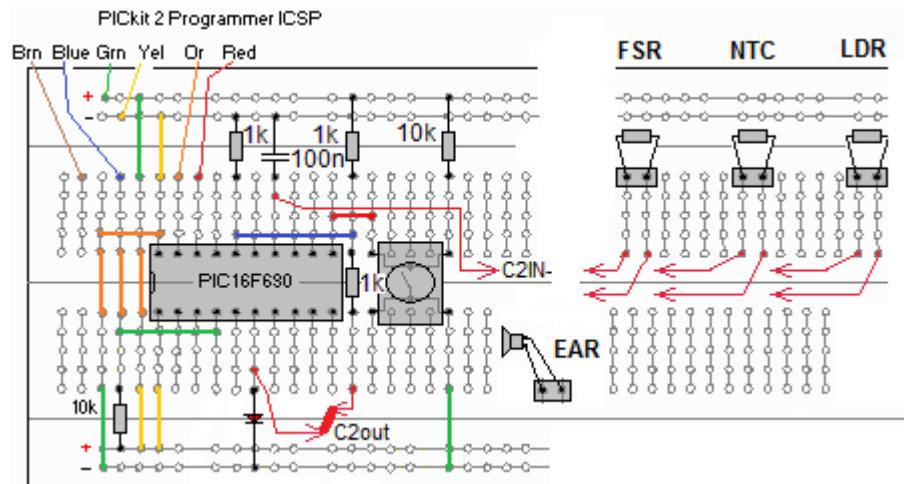 PICkit 2 Programmer ICSP
Brn Blue Grn Yel Or Red
FSR NTC LDR
+
−
1k 1k 10k
100n
PIC16F690
1k
C2IN-
EAR
10k
C2out
+
−